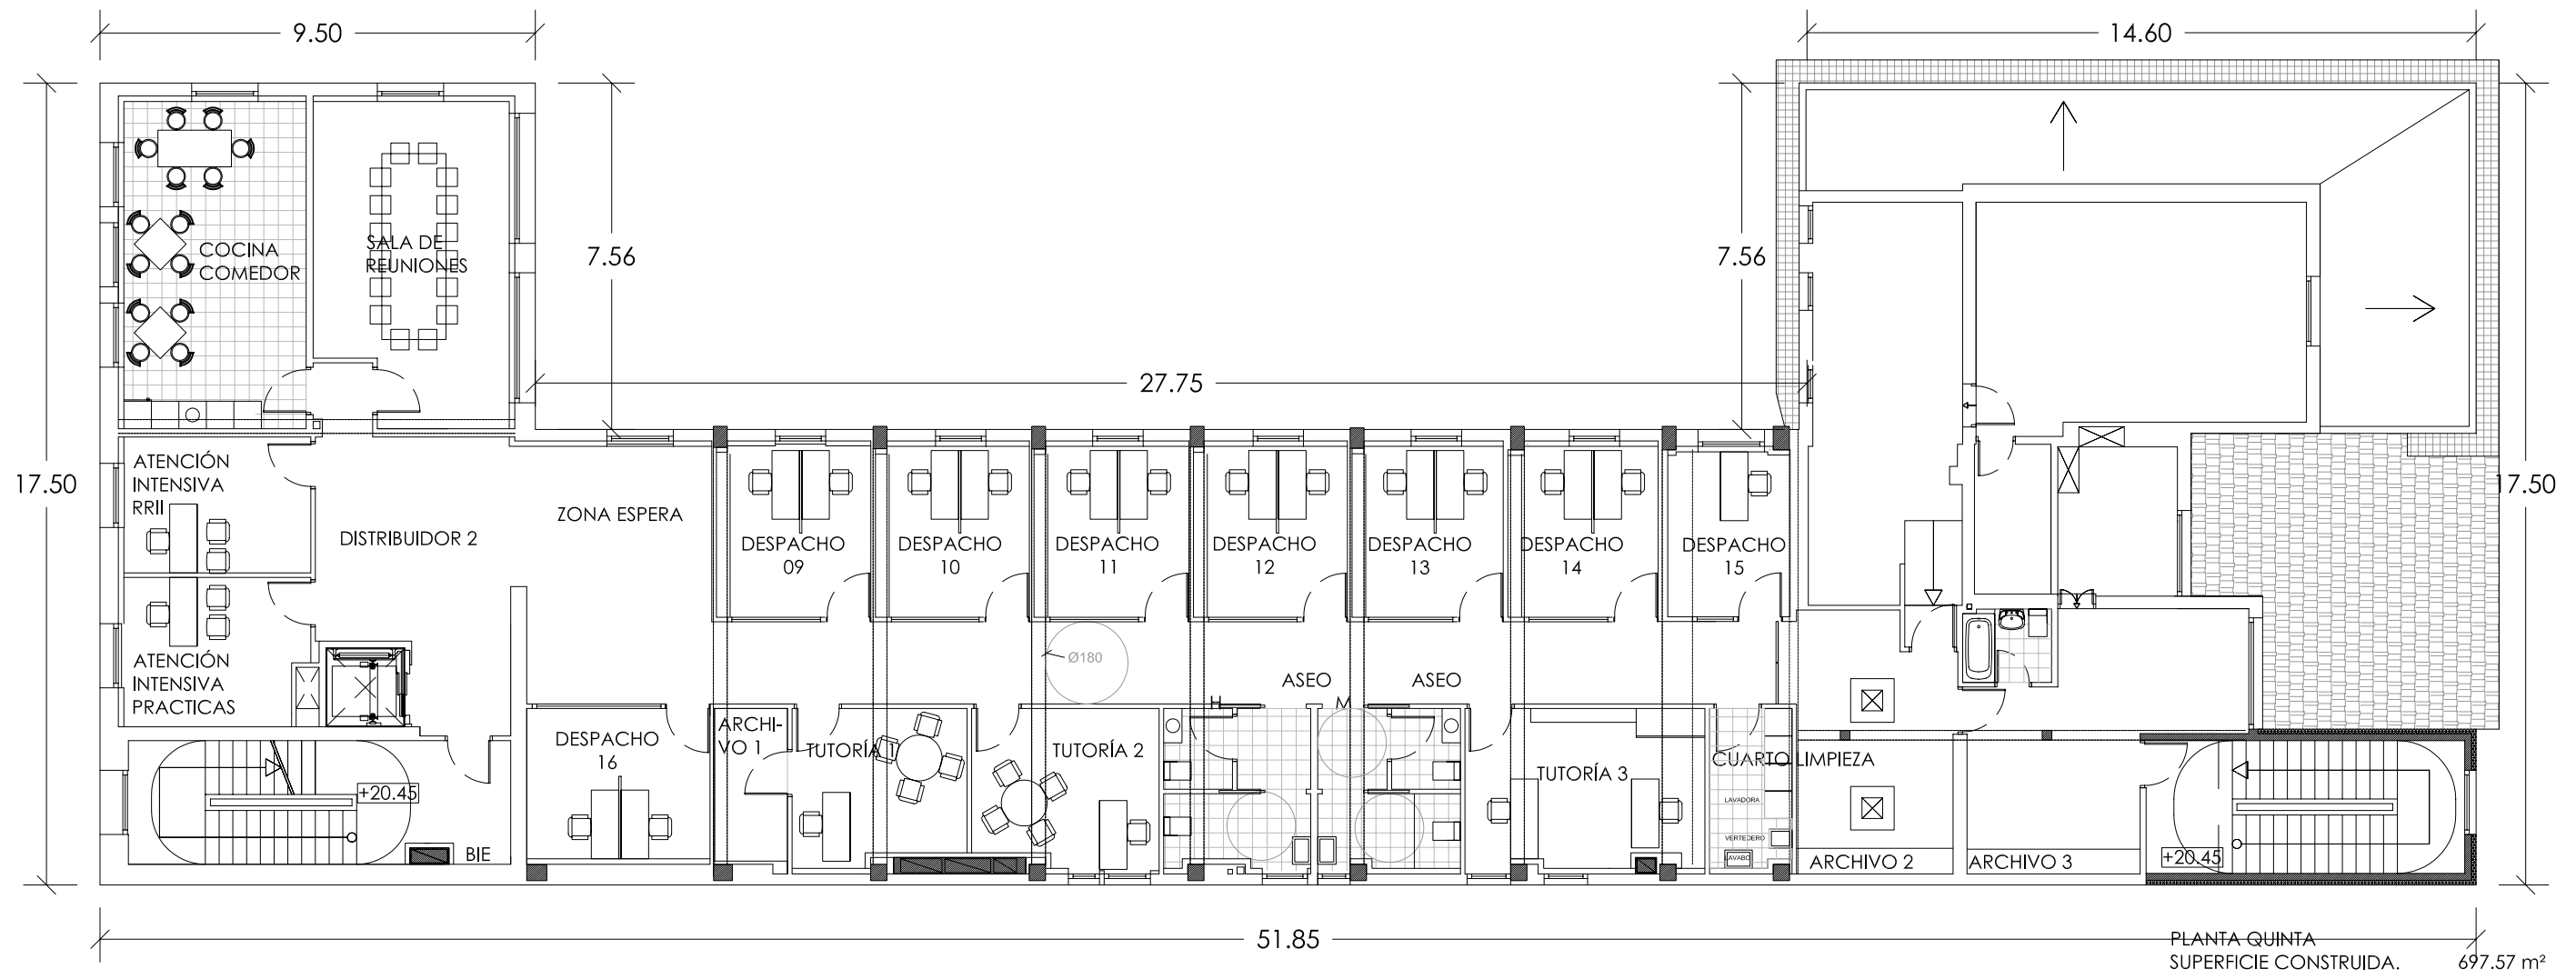 9.50
14.60
7.56
7.56
COCINA
COMEDOR
SALA DE
REUNIONES
27.75
17.50
17.50
ATENCIÓN
INTENSIVA
RRII
DISTRIBUIDOR 2
ZONA ESPERA
DESPACHO
09
DESPACHO
10
DESPACHO
11
DESPACHO
12
DESPACHO
13
DESPACHO
14
DESPACHO
15
ATENCIÓN
INTENSIVA
PRACTICAS
Ø180
ASEO
H
ASEO
M
DESPACHO
16
ARCHI-
VO 1
TUTORÍA 1
TUTORÍA 2
TUTORÍA 3
CUARTO LIMPIEZA
LAVADORA
VERTEDERO
LAVABO
+20.45
BIE
ARCHIVO 2
ARCHIVO 3
+20.45
51.85
PLANTA QUINTA
SUPERFICIE CONSTRUIDA. 697.57 m²